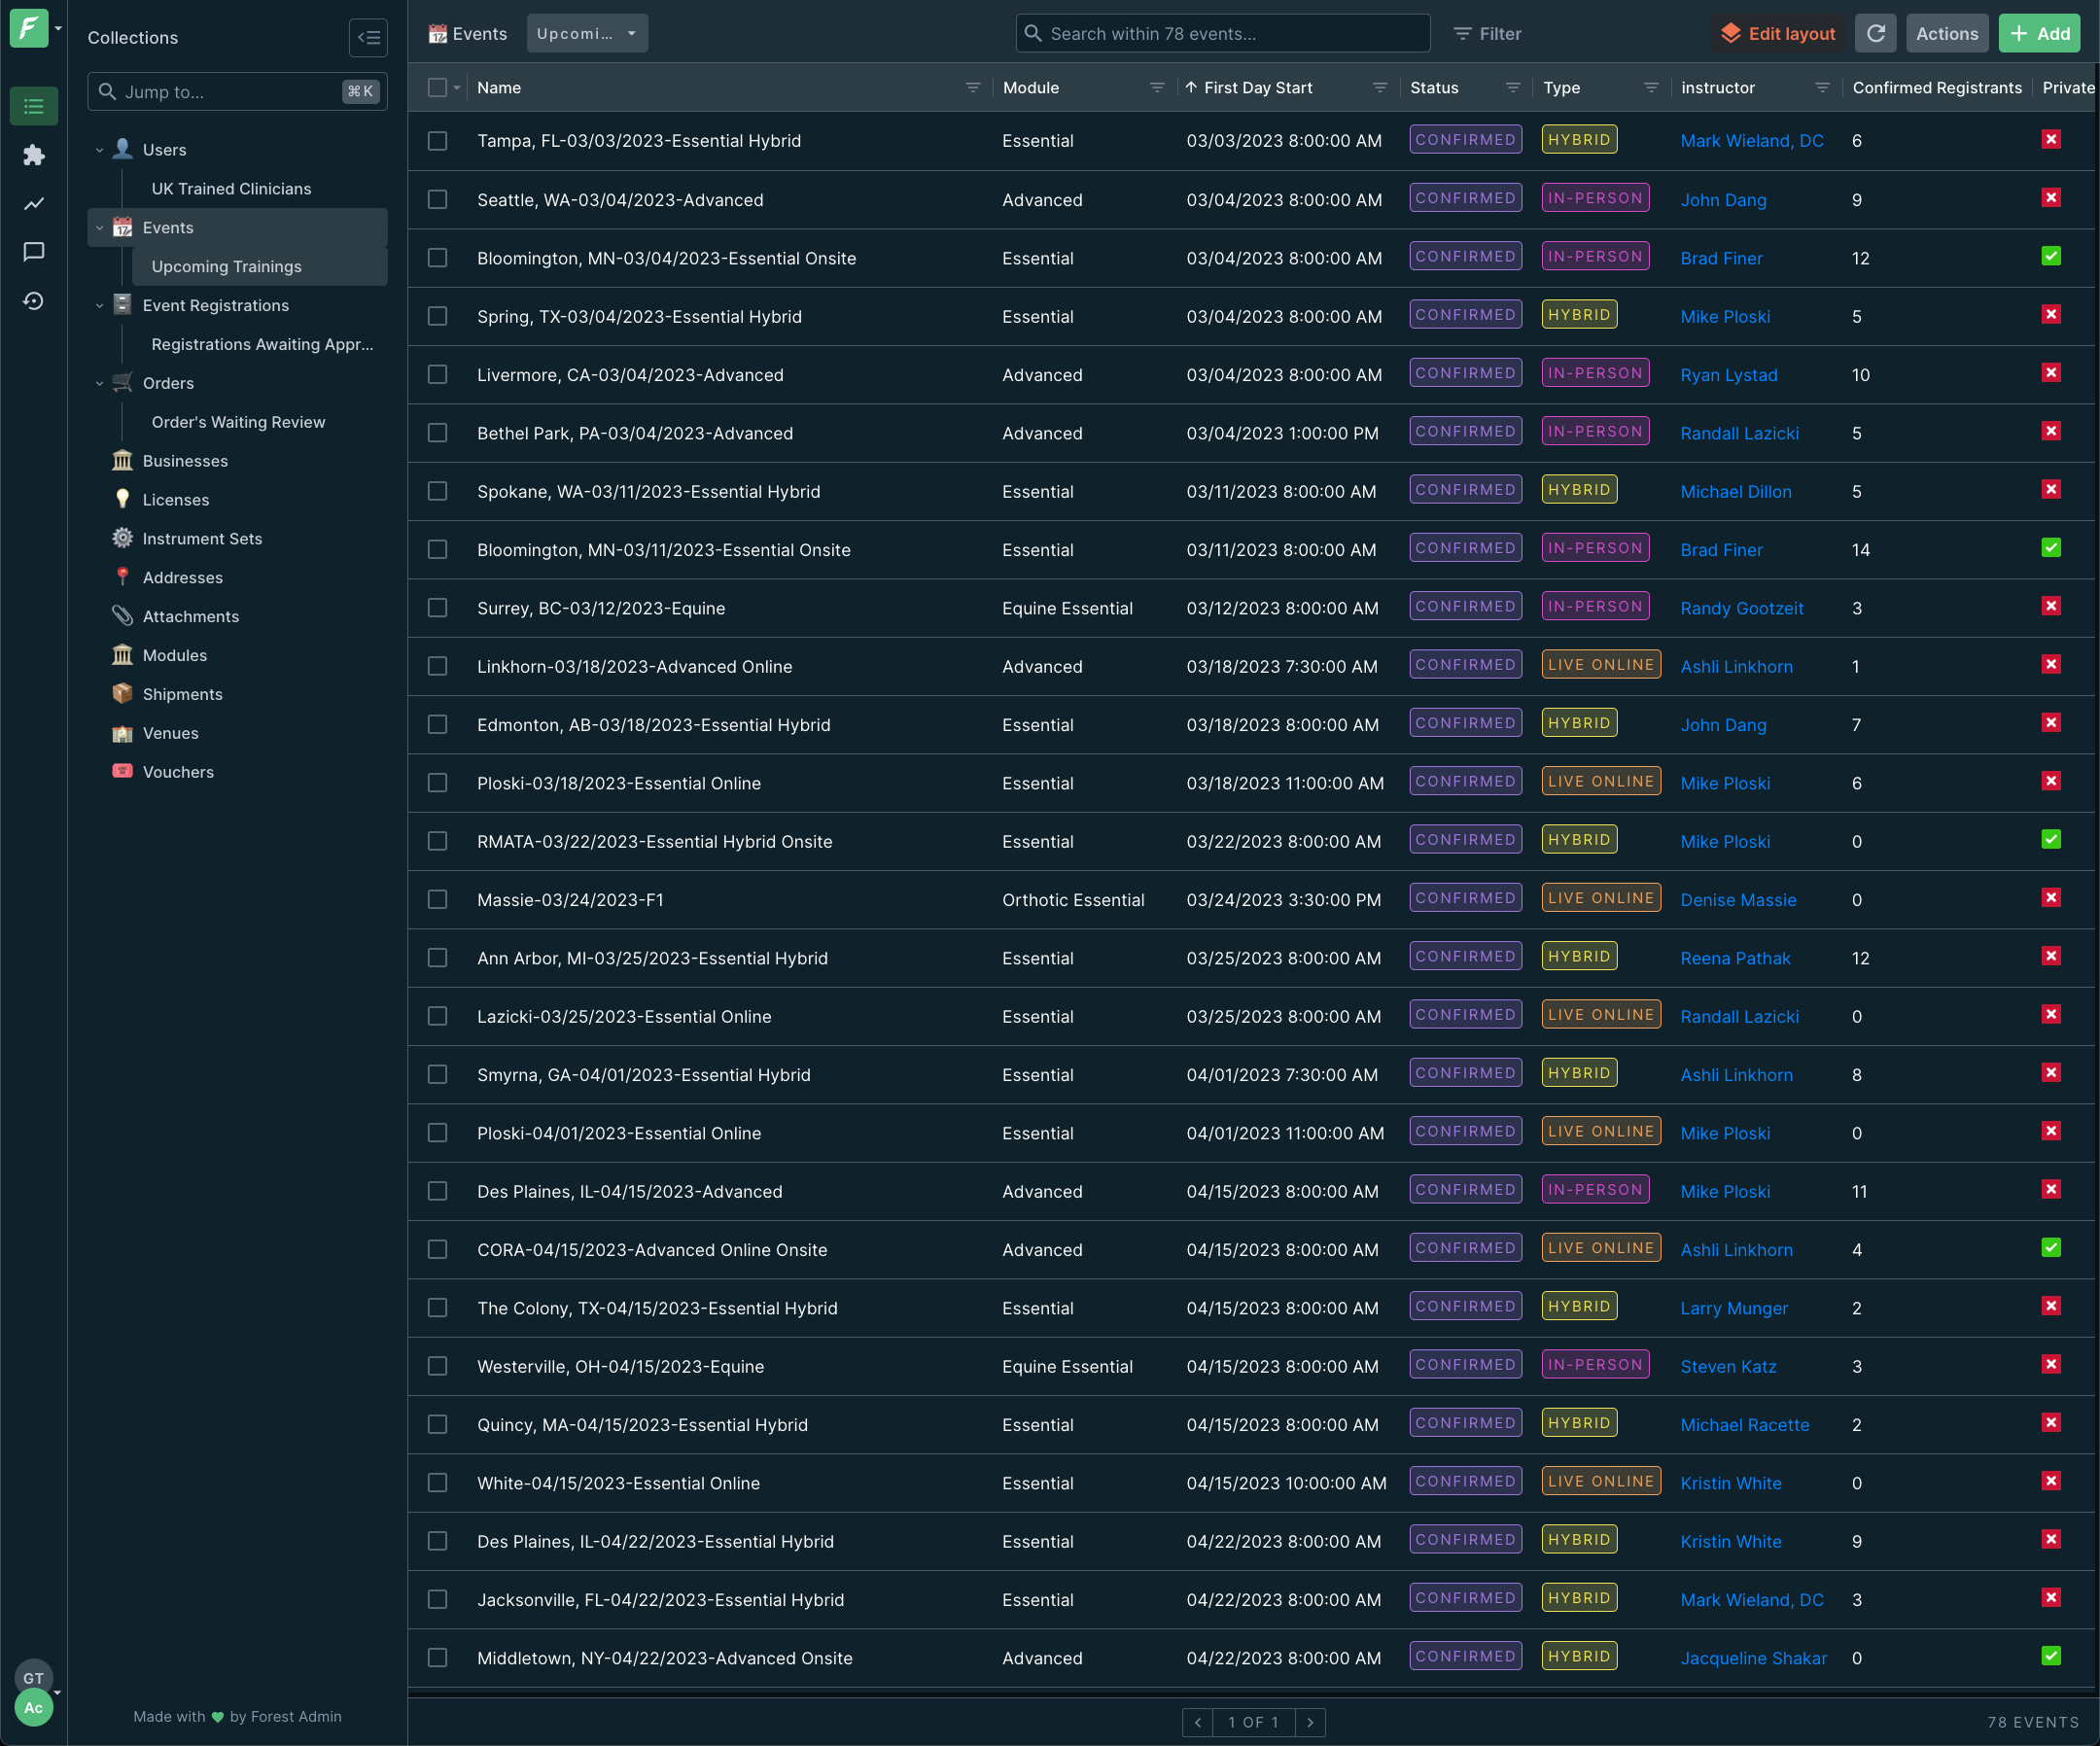 Collections
Jump to...
⌘K
Users
UK Trained Clinicians
Events
Upcoming Trainings
Event Registrations
Registrations Awaiting Appr...
Orders
Order's Waiting Review
Businesses
Licenses
Instrument Sets
Addresses
Attachments
Modules
Shipments
Venues
Vouchers
GT
Ac
Made with by Forest Admin
Events Upcomi... Search within 78 events... Filter Edit layout Actions + Add
Name Module First Day Start Status Type instructor Confirmed Registrants Private
Tampa, FL-03/03/2023-Essential Hybrid Essential 03/03/2023 8:00:00 AM CONFIRMED HYBRID Mark Wieland, DC 6
Seattle, WA-03/04/2023-Advanced Advanced 03/04/2023 8:00:00 AM CONFIRMED IN-PERSON John Dang 9
Bloomington, MN-03/04/2023-Essential Onsite Essential 03/04/2023 8:00:00 AM CONFIRMED IN-PERSON Brad Finer 12
Spring, TX-03/04/2023-Essential Hybrid Essential 03/04/2023 8:00:00 AM CONFIRMED HYBRID Mike Ploski 5
Livermore, CA-03/04/2023-Advanced Advanced 03/04/2023 8:00:00 AM CONFIRMED IN-PERSON Ryan Lystad 10
Bethel Park, PA-03/04/2023-Advanced Advanced 03/04/2023 1:00:00 PM CONFIRMED IN-PERSON Randall Lazicki 5
Spokane, WA-03/11/2023-Essential Hybrid Essential 03/11/2023 8:00:00 AM CONFIRMED HYBRID Michael Dillon 5
Bloomington, MN-03/11/2023-Essential Onsite Essential 03/11/2023 8:00:00 AM CONFIRMED IN-PERSON Brad Finer 14
Surrey, BC-03/12/2023-Equine Equine Essential 03/12/2023 8:00:00 AM CONFIRMED IN-PERSON Randy Gootzeit 3
Linkhorn-03/18/2023-Advanced Online Advanced 03/18/2023 7:30:00 AM CONFIRMED LIVE ONLINE Ashli Linkhorn 1
Edmonton, AB-03/18/2023-Essential Hybrid Essential 03/18/2023 8:00:00 AM CONFIRMED HYBRID John Dang 7
Ploski-03/18/2023-Essential Online Essential 03/18/2023 11:00:00 AM CONFIRMED LIVE ONLINE Mike Ploski 6
RMATA-03/22/2023-Essential Hybrid Onsite Essential 03/22/2023 8:00:00 AM CONFIRMED HYBRID Mike Ploski 0
Massie-03/24/2023-F1 Orthotic Essential 03/24/2023 3:30:00 PM CONFIRMED LIVE ONLINE Denise Massie 0
Ann Arbor, MI-03/25/2023-Essential Hybrid Essential 03/25/2023 8:00:00 AM CONFIRMED HYBRID Reena Pathak 12
Lazicki-03/25/2023-Essential Online Essential 03/25/2023 8:00:00 AM CONFIRMED LIVE ONLINE Randall Lazicki 0
Smyrna, GA-04/01/2023-Essential Hybrid Essential 04/01/2023 7:30:00 AM CONFIRMED HYBRID Ashli Linkhorn 8
Ploski-04/01/2023-Essential Online Essential 04/01/2023 11:00:00 AM CONFIRMED LIVE ONLINE Mike Ploski 0
Des Plaines, IL-04/15/2023-Advanced Advanced 04/15/2023 8:00:00 AM CONFIRMED IN-PERSON Mike Ploski 11
CORA-04/15/2023-Advanced Online Onsite Advanced 04/15/2023 8:00:00 AM CONFIRMED LIVE ONLINE Ashli Linkhorn 4
The Colony, TX-04/15/2023-Essential Hybrid Essential 04/15/2023 8:00:00 AM CONFIRMED HYBRID Larry Munger 2
Westerville, OH-04/15/2023-Equine Equine Essential 04/15/2023 8:00:00 AM CONFIRMED IN-PERSON Steven Katz 3
Quincy, MA-04/15/2023-Essential Hybrid Essential 04/15/2023 8:00:00 AM CONFIRMED HYBRID Michael Racette 2
White-04/15/2023-Essential Online Essential 04/15/2023 10:00:00 AM CONFIRMED LIVE ONLINE Kristin White 0
Des Plaines, IL-04/22/2023-Essential Hybrid Essential 04/22/2023 8:00:00 AM CONFIRMED HYBRID Kristin White 9
Jacksonville, FL-04/22/2023-Essential Hybrid Essential 04/22/2023 8:00:00 AM CONFIRMED HYBRID Mark Wieland, DC 3
Middletown, NY-04/22/2023-Advanced Onsite Advanced 04/22/2023 8:00:00 AM CONFIRMED HYBRID Jacqueline Shakar 0
1 OF 1
78 EVENTS